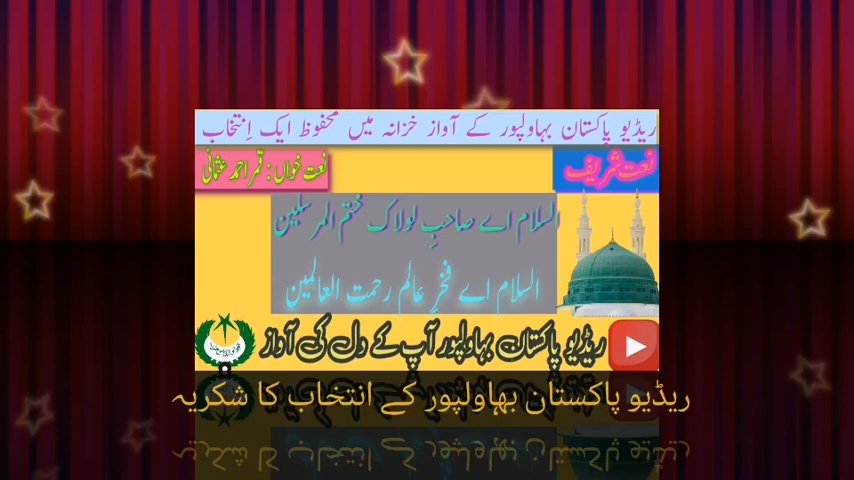 ریڈیو پاکستان بہاولپور کے آواز خزانہ میں محفوظ ایک اِنتخاب
نعت شریف
نعت خواں: قمر احمد عثمانی
السلام اے صاحبِ لولاک ختم المرسلین
السلام اے فخرِ عالم رحمت العالمین
ریڈیو پاکستان بہاولپور آپ کے دل کی آواز
ریڈیو پاکستان بهاولپور کے انتخاب کا شکریہ